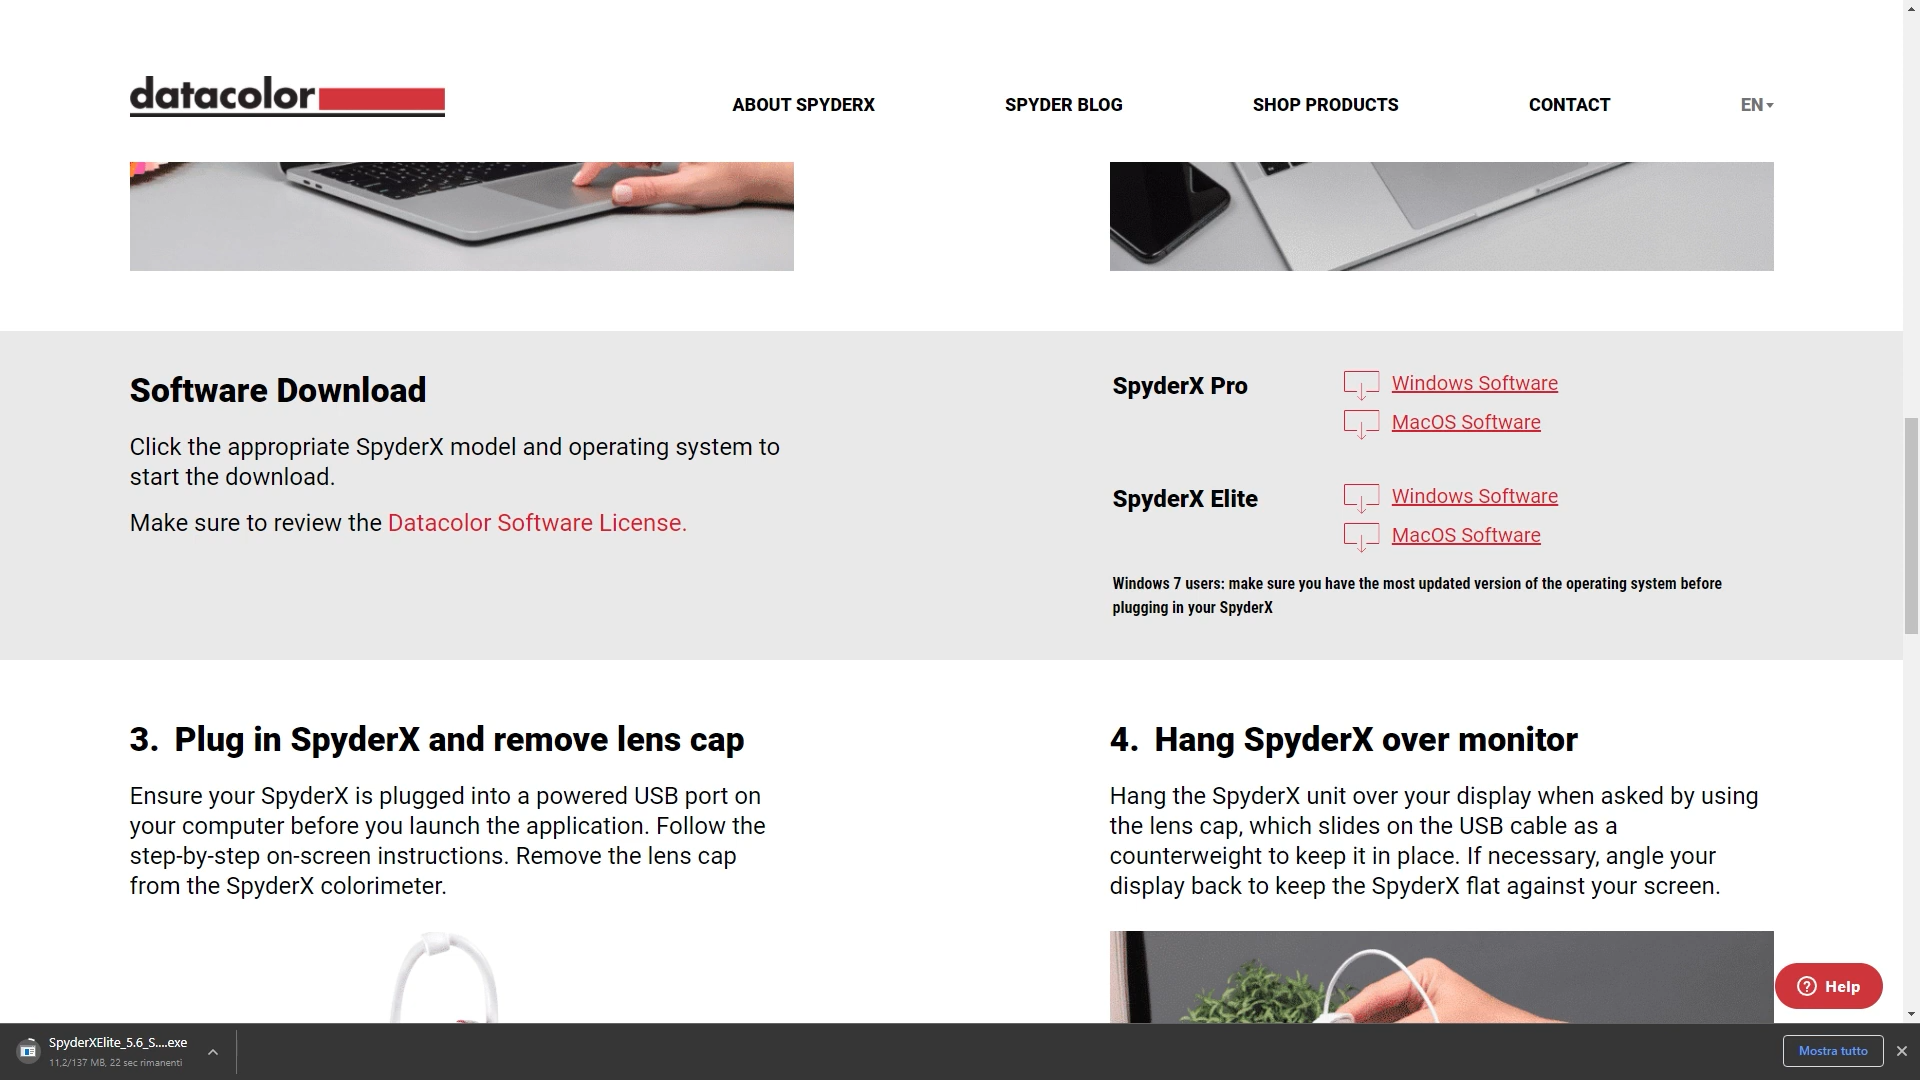 datacolor
ABOUT SPYDERX
SPYDER BLOG
SHOP PRODUCTS
CONTACT
EN
Software Download
Click the appropriate SpyderX model and operating system to
start the download.
Make sure to review the Datacolor Software License.
SpyderX Pro
Windows Software
MacOS Software
SpyderX Elite
Windows Software
MacOS Software
Windows 7 users: make sure you have the most updated version of the operating system before
plugging in your SpyderX
3. Plug in SpyderX and remove lens cap
Ensure your SpyderX is plugged into a powered USB port on
your computer before you launch the application. Follow the
step-by-step on-screen instructions. Remove the lens cap
from the SpyderX colorimeter.
4. Hang SpyderX over monitor
Hang the SpyderX unit over your display when asked by using
the lens cap, which slides on the USB cable as a
counterweight to keep it in place. If necessary, angle your
display back to keep the SpyderX flat against your screen.
Help
SpyderXElite_5.6_S....exe
11,2/137 MB, 22 sec rimanenti
Mostra tutto